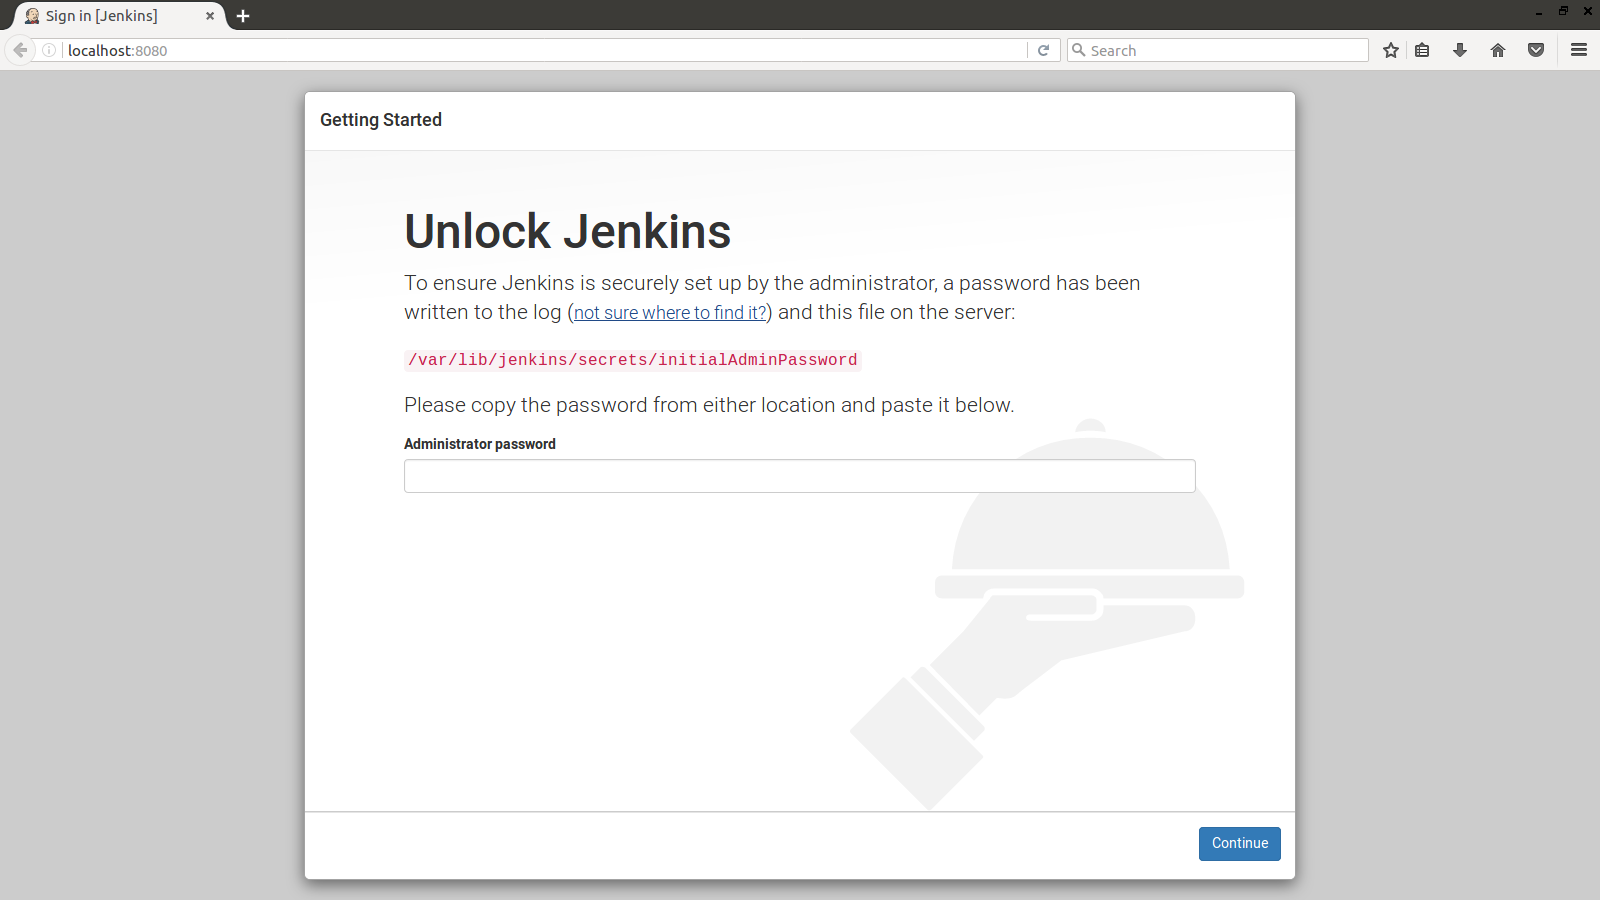 Sign in [Jenkins]
localhost:8080
Search
Getting Started
Unlock Jenkins
To ensure Jenkins is securely set up by the administrator, a password has been
written to the log (not sure where to find it?) and this file on the server:
/var/lib/jenkins/secrets/initialAdminPassword
Please copy the password from either location and paste it below.
Administrator password
Continue